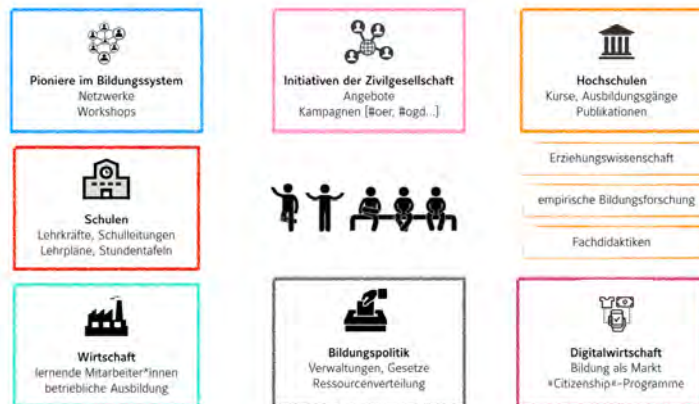 Pioniere im Bildungssystem
Netzwerke
Workshops
Initiativen der Zivilgesellschaft
Angebote
Kampagnen [#oer, #ogd...]
Hochschulen
Kurse, Ausbildungsgänge
Publikationen
Erziehungswissenschaft
empirische Bildungsforschung
Fachdidaktiken
Schulen
Lehrkräfte, Schulleitungen
Lehrpläne, Stundentafeln
Wirtschaft
lernende Mitarbeiter*innen
betriebliche Ausbildung
Bildungspolitik
Verwaltungen, Gesetze
Ressourcenverteilung
Digitalwirtschaft
Bildung als Markt
»Citizenship«-Programme